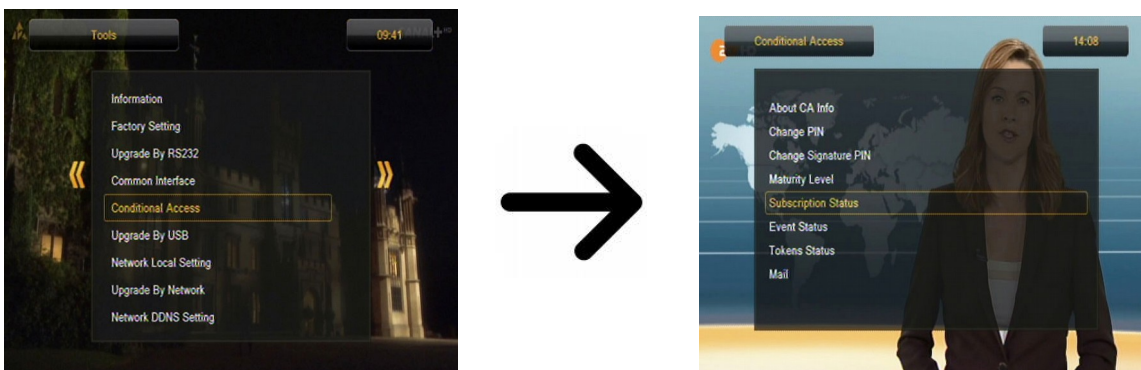 Tools
09:41
Information
Factory Setting
Upgrade By RS232
Common Interface
Conditional Access
Upgrade By USB
Network Local Setting
Upgrade By Network
Network DDNS Setting
Conditional Access
14:08
About CA Info
Change PIN
Change Signature PIN
Maturity Level
Subscription Status
Event Status
Tokens Status
Mail